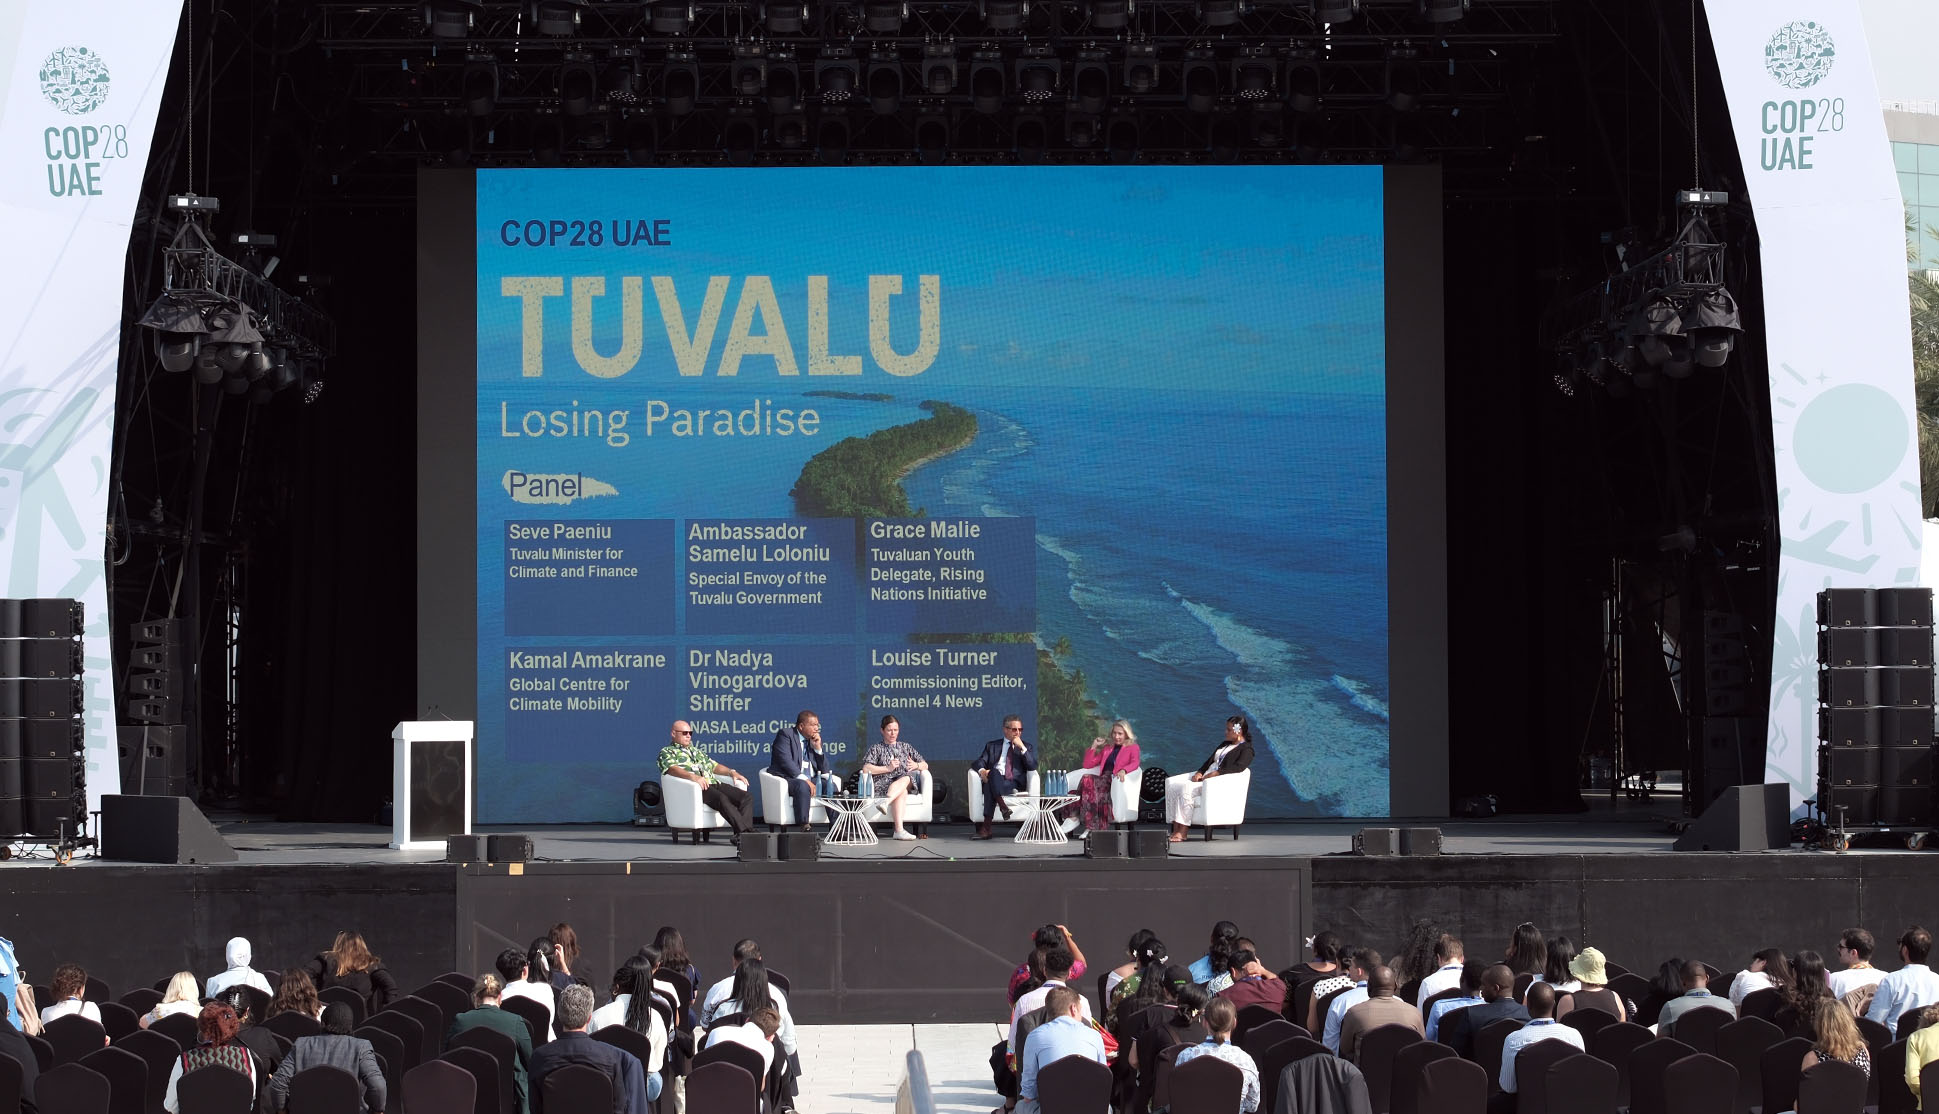 COP28
UAE
COP28
UAE
COP28 UAE
TUVALU
Losing Paradise
Panel
Seve Paeniu
Tuvalu Minister for
Climate and Finance
Ambassador
Samelu Loloniu
Special Envoy of the
Tuvalu Government
Grace Malie
Tuvaluan Youth
Delegate, Rising
Nations Initiative
Kamal Amakrane
Global Centre for
Climate Mobility
Dr Nadya
Vinogardova
Shiffer
NASA Lead
Louise Turner
Commissioning Editor,
Channel 4 News